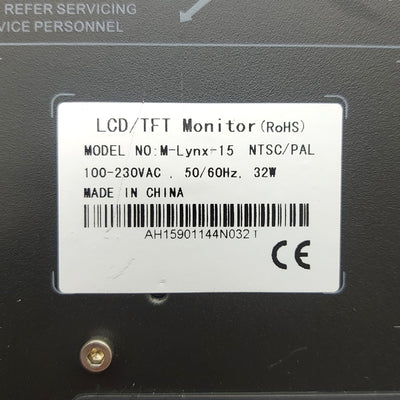 REFER SERVICING
VICE PERSONNEL
LCD/TFT Monitor(RoHS)
MODEL NO:M-Lynx-15 NTSC/PAL
100-230VAC . 50/60Hz, 32W
MADE IN CHINA
AH15901144N0321
CE